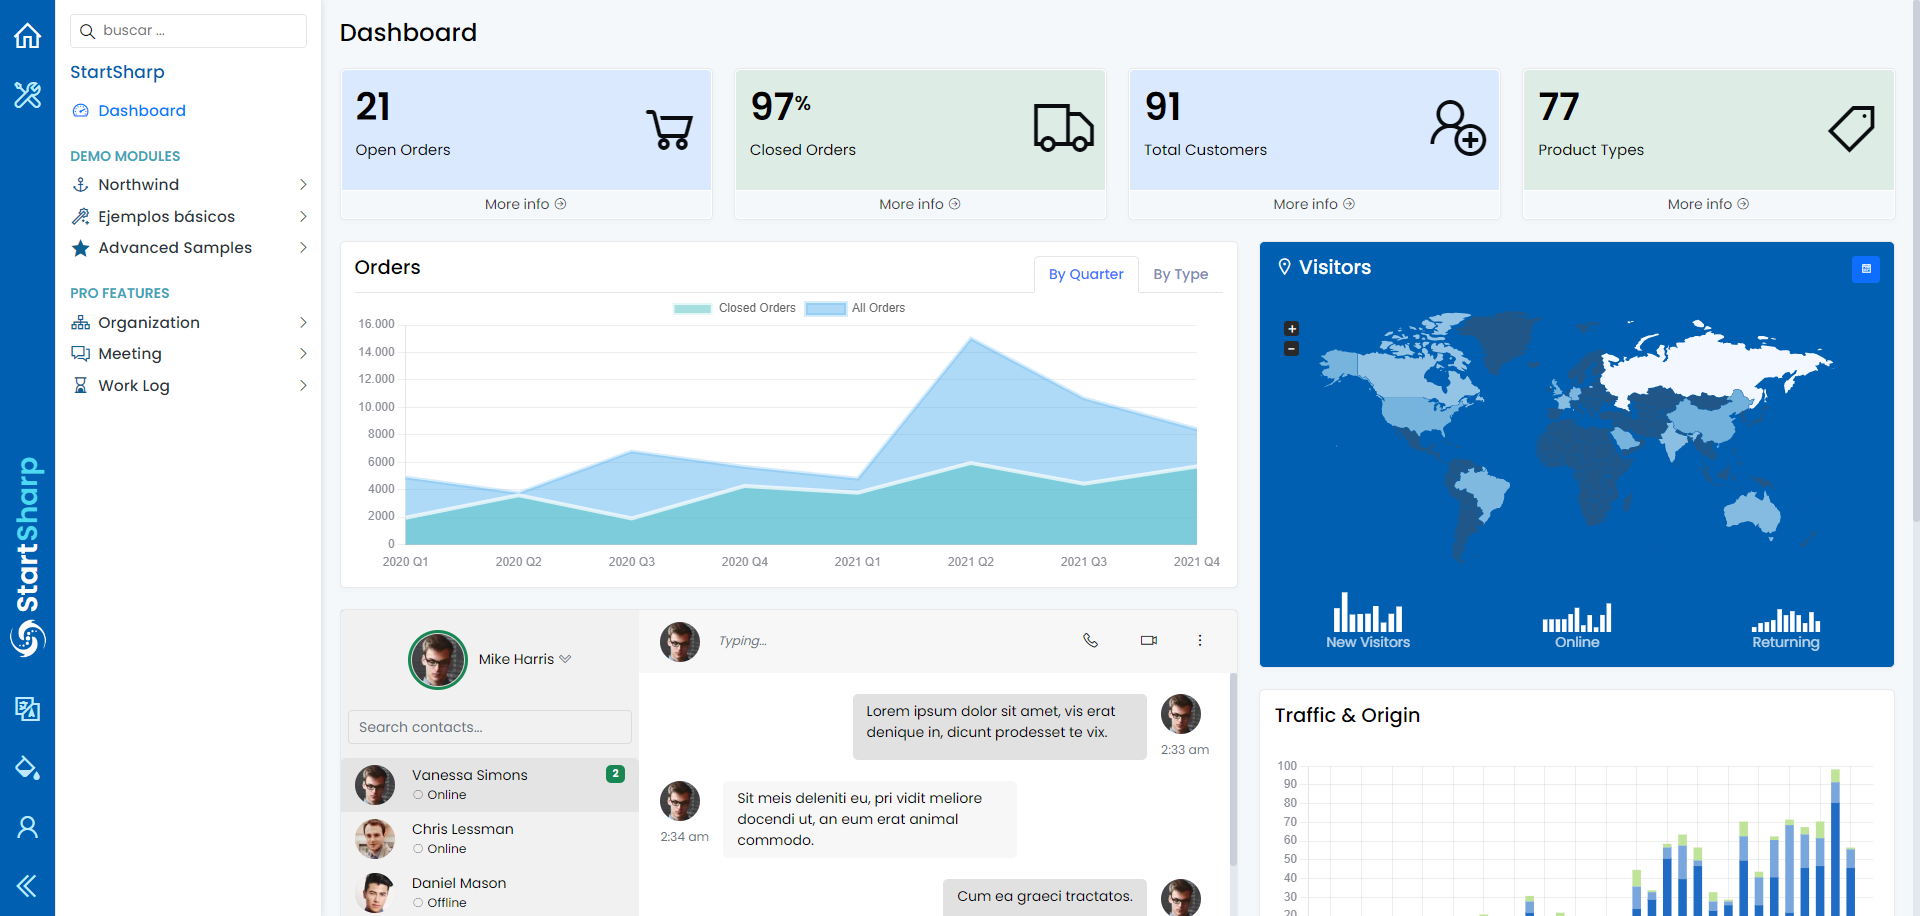 buscar ...
StartSharp
Dashboard
DEMO MODULES
Northwind
Ejemplos básicos
Advanced Samples
PRO FEATURES
Organization
Meeting
Work Log
StartSharp
Dashboard
21
Open Orders
More info
97%
Closed Orders
More info
91
Total Customers
More info
77
Product Types
More info
Orders
By Quarter
By Type
Closed Orders
All Orders
16.000
14.000
12.000
10.000
8000
6000
4000
2000
0
2020 Q1
2020 Q2
2020 Q3
2020 Q4
2021 Q1
2021 Q2
2021 Q3
2021 Q4
Visitors
+
−
New Visitors
Online
Returning
Mike Harris
Search contacts...
Vanessa Simons
2
Online
Chris Lessman
Online
Daniel Mason
Offline
Typing...
Lorem ipsum dolor sit amet, vis erat
denique in, dicunt prodesset te vix.
2:33 am
Sit meis deleniti eu, pri vidit meliore
docendi ut, an eum erat animal
commodo.
2:34 am
Cum ea graeci tractatos.
Traffic & Origin
100
90
80
70
60
50
40
30
20